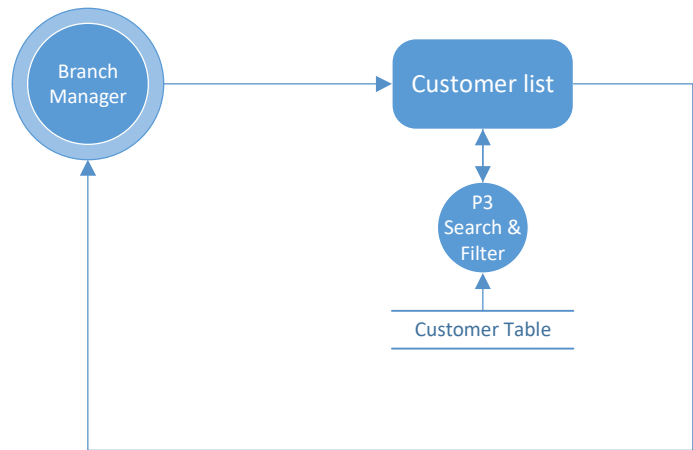 Branch
Manager
Customer list
P3
Search &
Filter
Customer Table